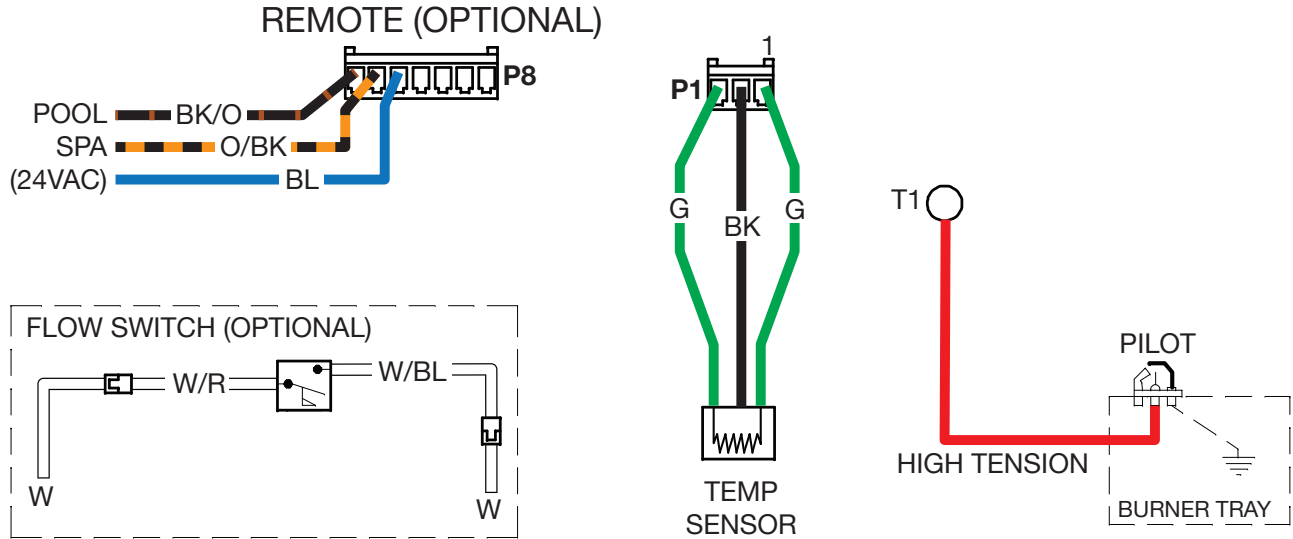 REMOTE (OPTIONAL)
P8
POOL
BK/O
SPA
O/BK
(24VAC)
BL
1
P1
G
BK
G
TEMP
SENSOR
T1
PILOT
HIGH TENSION
BURNER TRAY
FLOW SWITCH (OPTIONAL)
W/R
W/BL
W
W